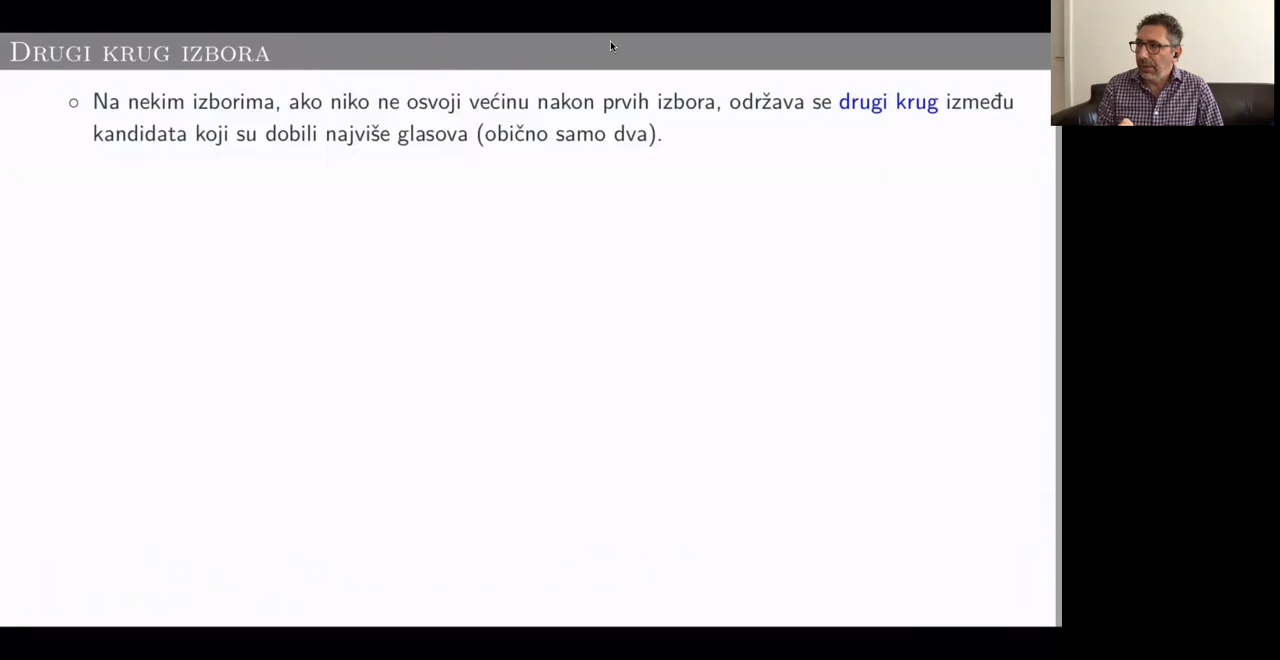 Drugi krug izbora
Na nekim izborima, ako niko ne osvoji većinu nakon prvih izbora, održava se drugi krug između
kandidata koji su dobili najviše glasova (obično samo dva).